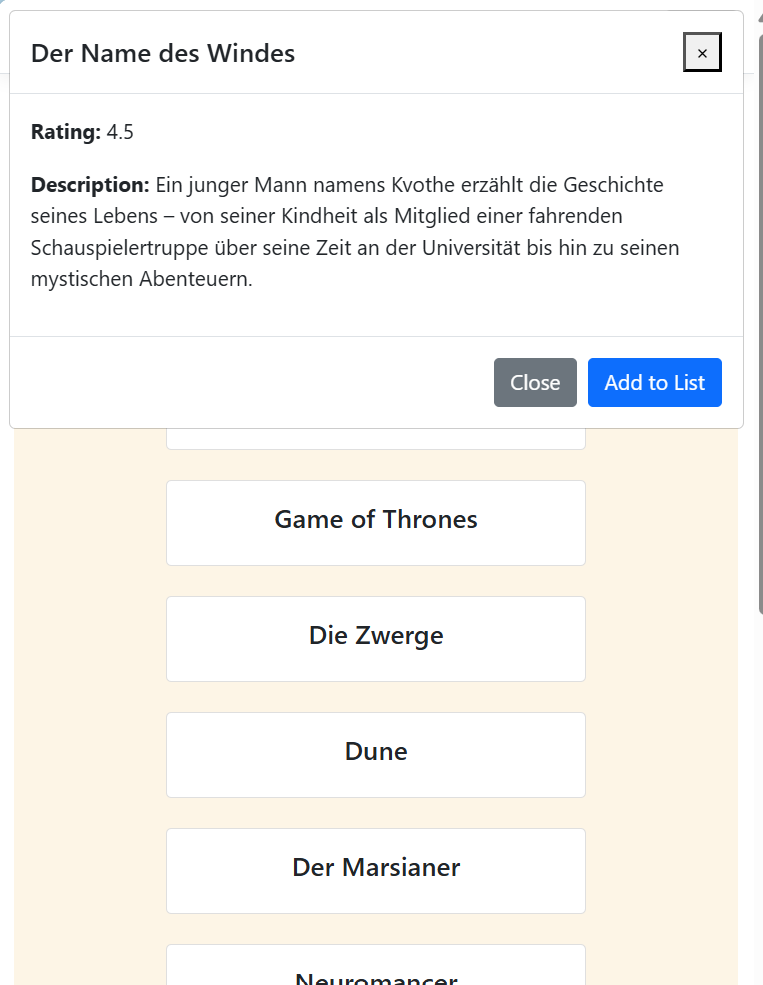 Der Name des Windes
×
Rating: 4.5
Description: Ein junger Mann namens Kvothe erzählt die Geschichte
seines Lebens – von seiner Kindheit als Mitglied einer fahrenden
Schauspielertruppe über seine Zeit an der Universität bis hin zu seinen
mystischen Abenteuern.
Close
Add to List
Game of Thrones
Die Zwerge
Dune
Der Marsianer
Neuromancer